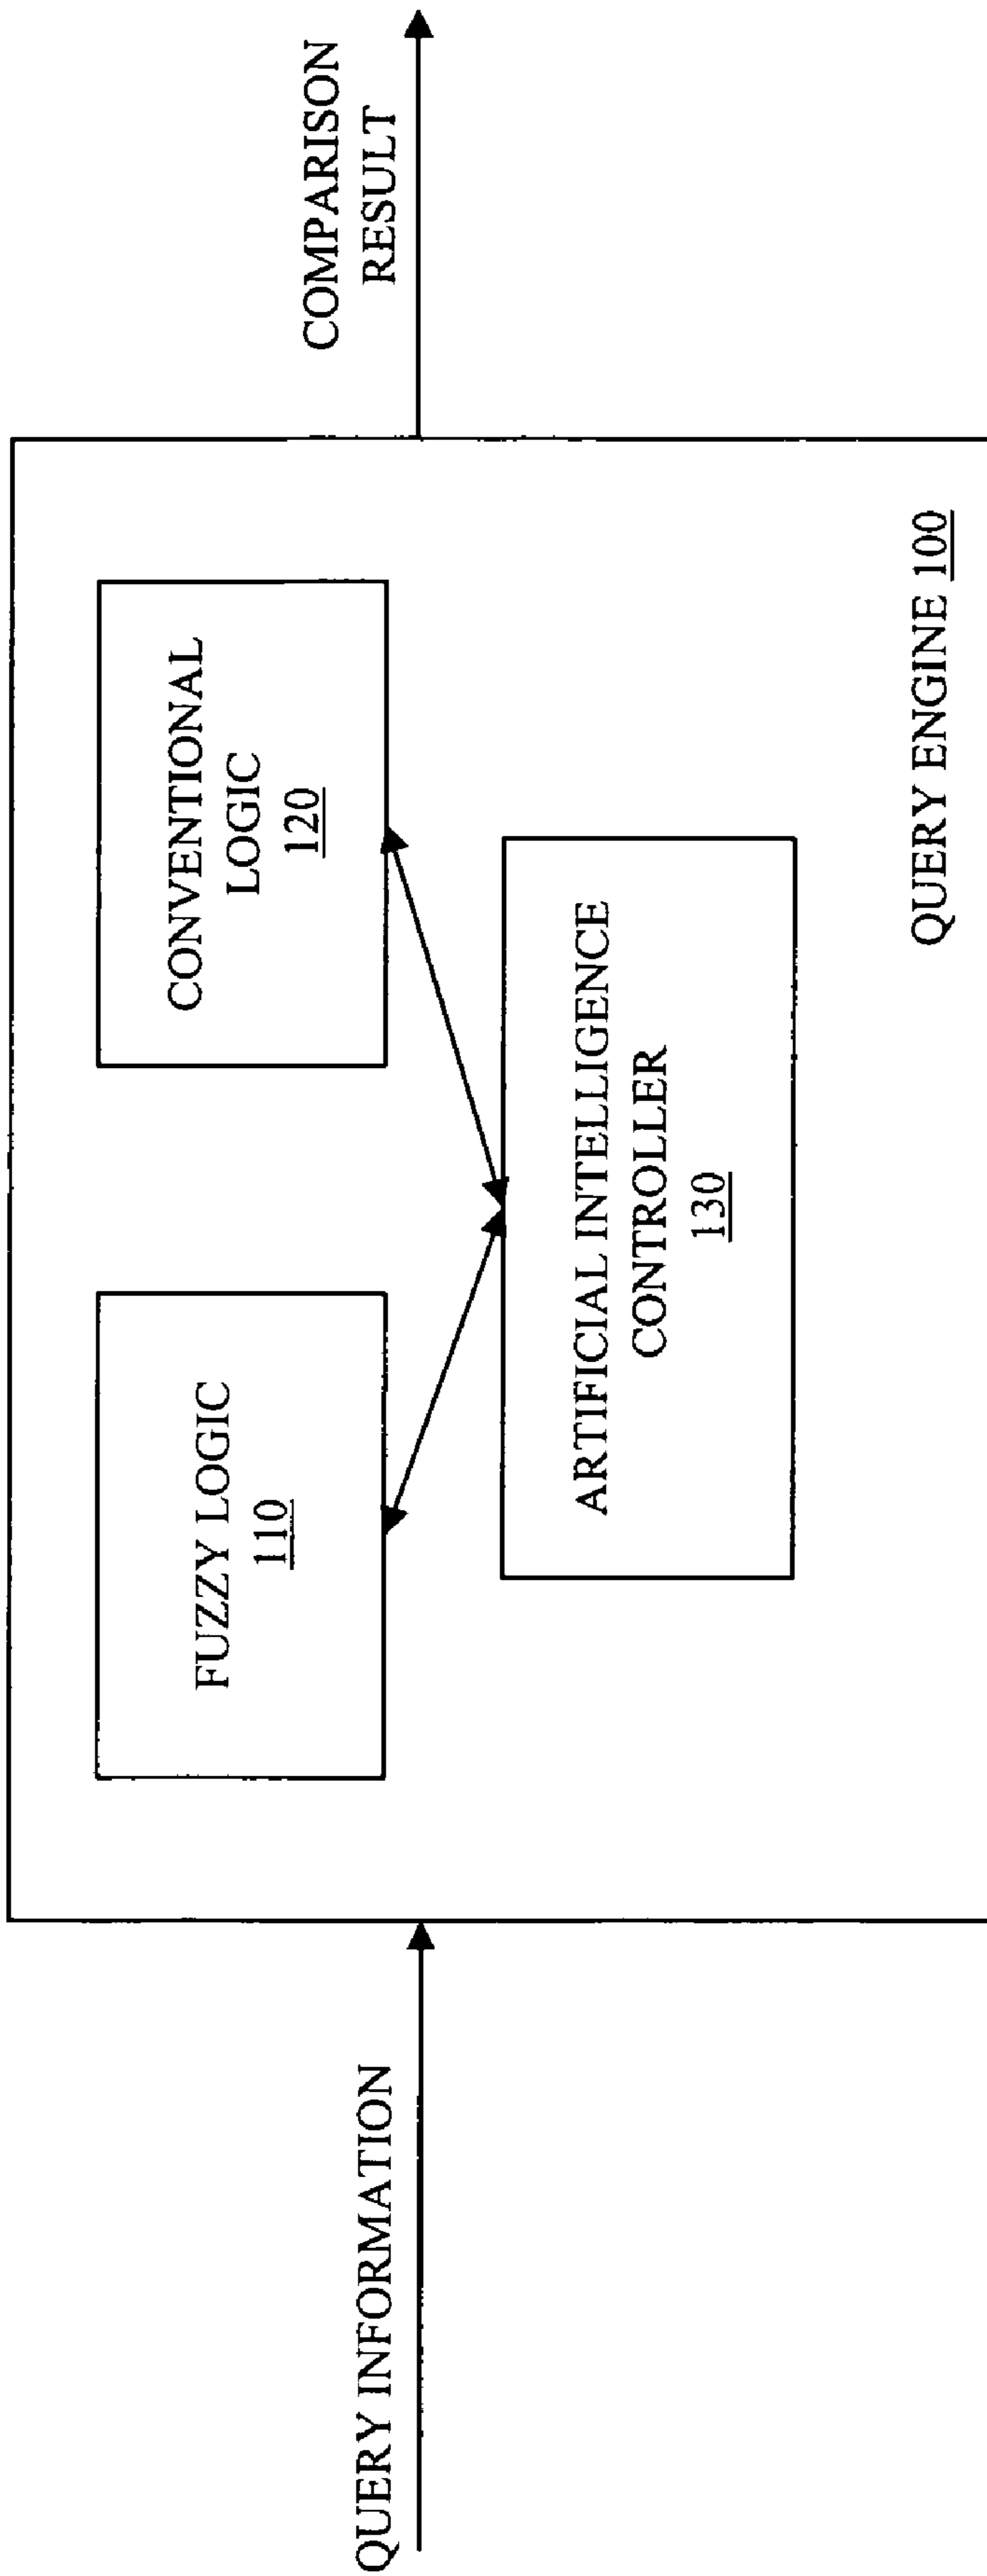 QUERY INFORMATION
FUZZY LOGIC
110
CONVENTIONAL
LOGIC
120
ARTIFICIAL INTELLIGENCE
CONTROLLER
130
QUERY ENGINE 100
COMPARISON
RESULT